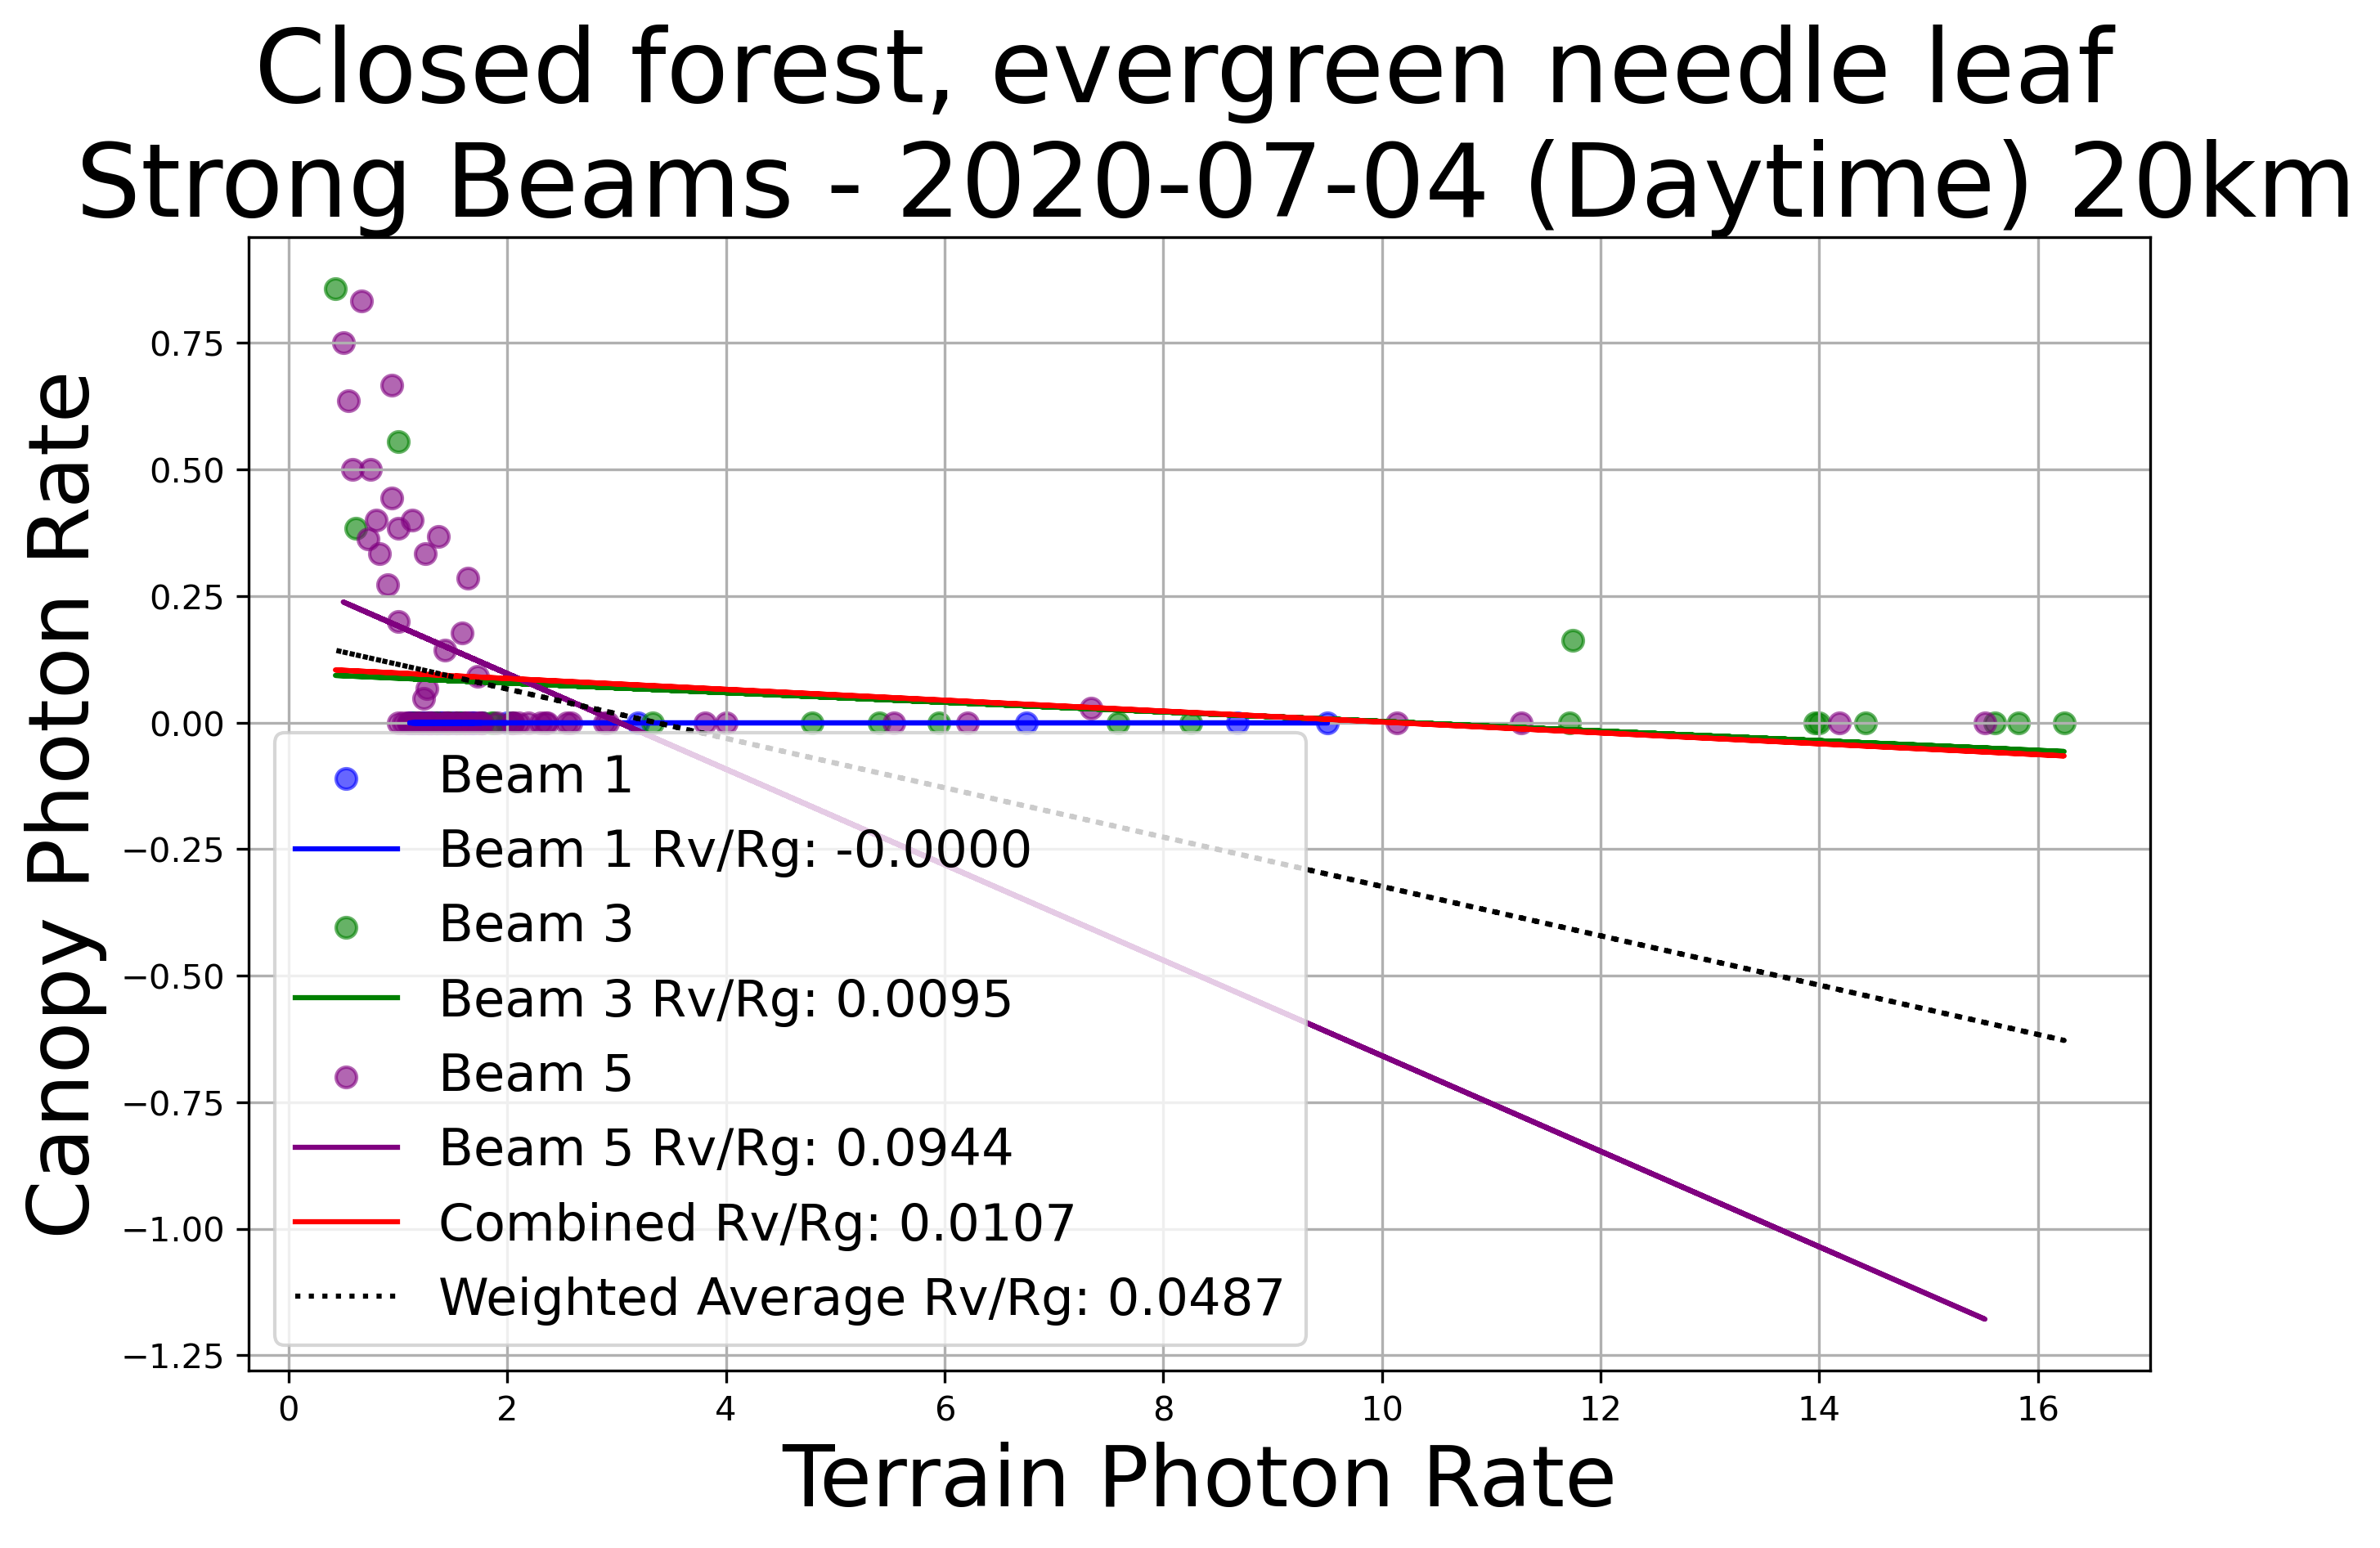 Closed forest, evergreen needle leaf
Strong Beams - 2020-07-04 (Daytime) 20km
Canopy Photon Rate
0.75
0.50
0.25
0.00
−0.25
−0.50
−0.75
−1.00
−1.25
Beam 1
Beam 1 Rv/Rg: -0.0000
Beam 3
Beam 3 Rv/Rg: 0.0095
Beam 5
Beam 5 Rv/Rg: 0.0944
Combined Rv/Rg: 0.0107
Weighted Average Rv/Rg: 0.0487
0 2 4 6 8 10 12 14 16
Terrain Photon Rate